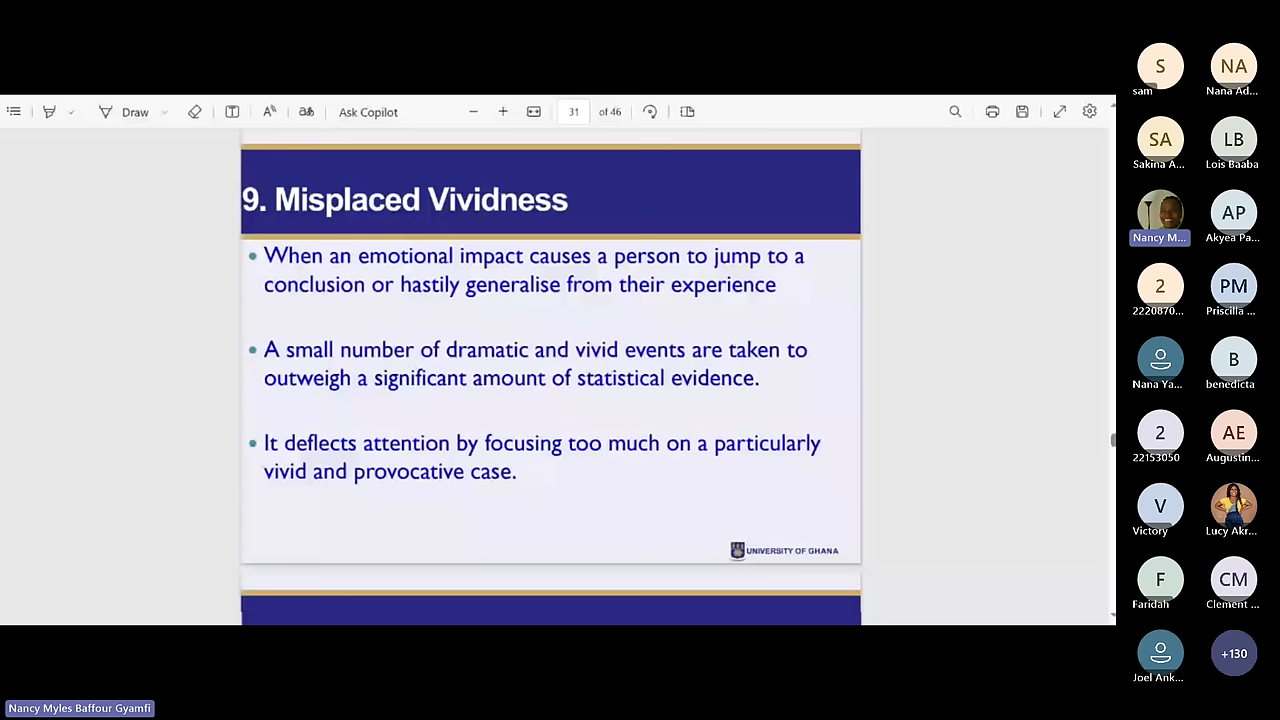 Draw
Ask Copilot
31 of 46
9. Misplaced Vividness
• When an emotional impact causes a person to jump to a
conclusion or hastily generalise from their experience
• A small number of dramatic and vivid events are taken to
outweigh a significant amount of statistical evidence.
• It deflects attention by focusing too much on a particularly
vivid and provocative case.
UNIVERSITY OF GHANA
S
sam
NA
Nana Ad...
SA
Sakina A...
LB
Lois Baaba
Nancy M...
AP
Akyea Pa...
2
2220870...
PM
Priscilla ...
Nana Ya...
B
benedicta
2
22153050
AE
Augustin...
V
Victory
Lucy Akr...
F
Faridah
CM
Clement ...
Joel Ank...
+130
Nancy Myles Baffour Gyamfi